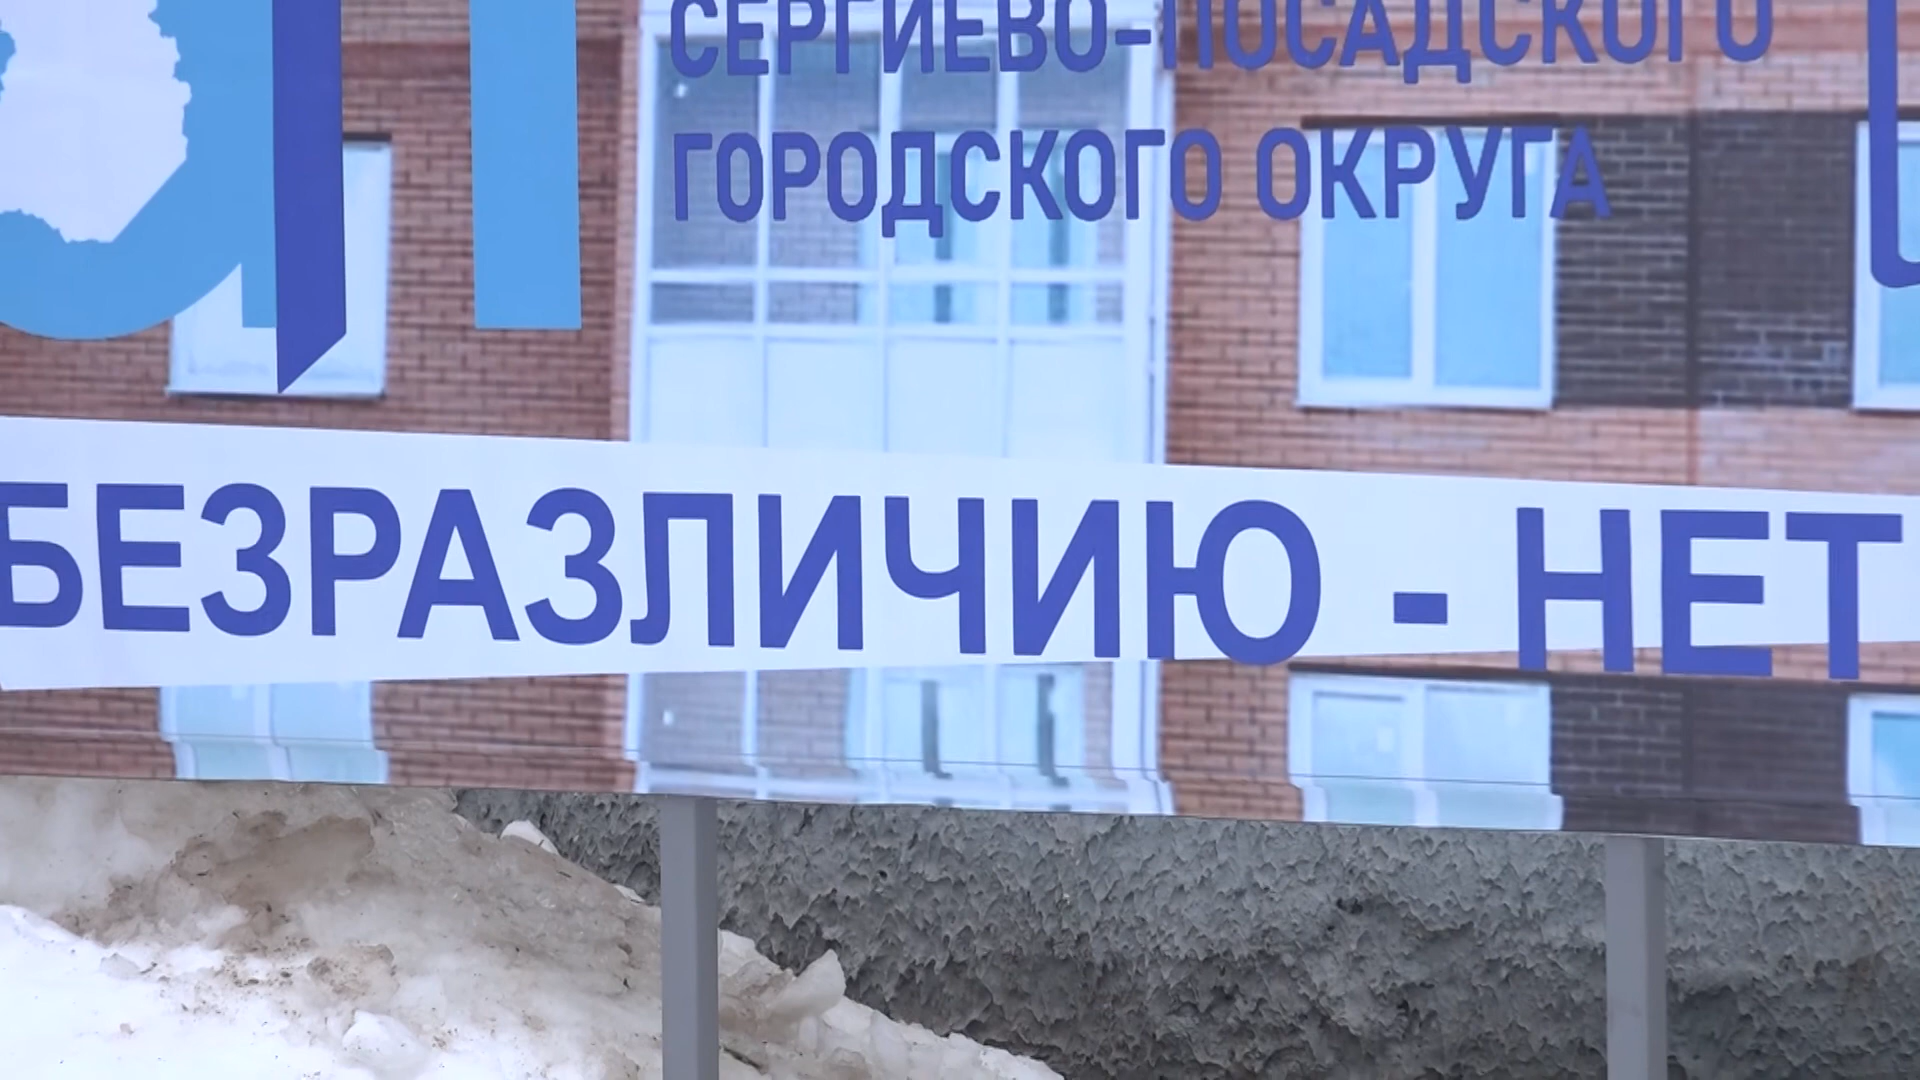 СЕРГИЕВО-ПОСАДСКОГО
ГОРОДСКОГО ОКРУГА
БЕЗРАЗЛИЧИЮ - НЕТ